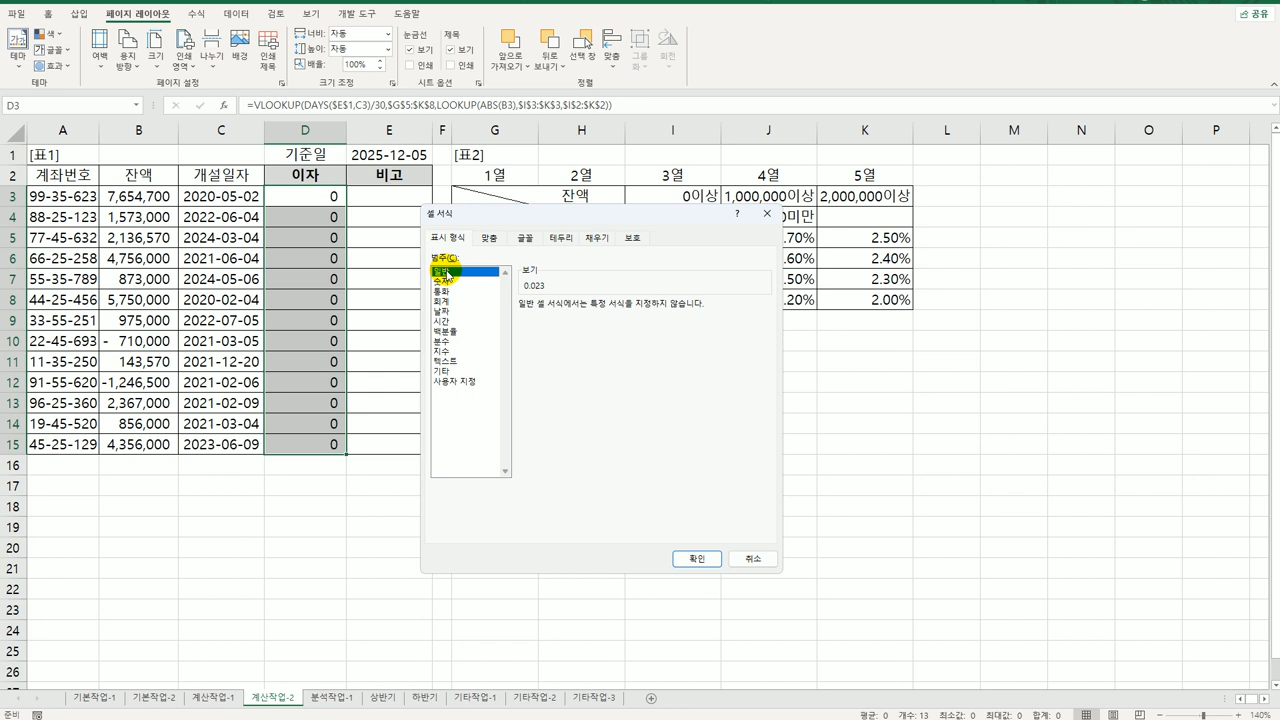 파일 홈 삽입 페이지 레이아웃 수식 데이터 검토 보기 개발 도구 도움말 공유
테마 색 글꼴 효과
여백 용지 방향 크기 인쇄 영역 나누기 배경 인쇄 제목
너비: 자동
높이: 자동
배율: 100%
눈금선 제목
보기 보기
인쇄 인쇄
앞으로 가져오기 뒤로 보내기 선택 창 맞춤 그룹화 회전
테마 페이지 설정 크기 조정 시트 옵션 정렬
D3 fx =VLOOKUP(DAYS($E$1,C3)/30,$G$5:$K$8,LOOKUP(ABS(B3),$I$3:$K$3,$I$2:$K$2))
A B C D E F G H I J K L M N O P
1 [표1] 기준일 2025-12-05 [표2]
2 계좌번호 잔액 개설일자 이자 비고 1열 2열 3열 4열 5열
3 99-35-623 7,654,700 2020-05-02 0 잔액 0이상 1,000,000이상 2,000,000이상
4 88-25-123 1,573,000 2022-06-04 0 미만
5 77-45-632 2,136,570 2024-03-04 0 .70% 2.50%
6 66-25-258 4,756,000 2021-06-04 0 .60% 2.40%
7 55-35-789 873,000 2024-05-06 0 .50% 2.30%
8 44-25-456 5,750,000 2020-02-04 0 .20% 2.00%
9 33-55-251 975,000 2022-07-05 0
10 22-45-693 - 710,000 2021-03-05 0
11 11-35-250 143,570 2021-12-20 0
12 91-55-620 -1,246,500 2021-02-06 0
13 96-25-360 2,367,000 2021-02-09 0
14 19-45-520 856,000 2021-03-04 0
15 45-25-129 4,356,000 2023-06-09 0
16
17
18
19
20
21
22
23
24
25
26
셀 서식 ? ×
표시 형식 맞춤 글꼴 테두리 채우기 보호
범주(C):
일반
숫자
통화
회계
날짜
시간
백분율
분수
지수
텍스트
기타
사용자 지정
보기
0.023
일반 셀 서식에서는 특정 서식을 지정하지 않습니다.
확인 취소
기본작업-1 기본작업-2 계산작업-1 계산작업-2 분석작업-1 상반기 하반기 기타작업-1 기타작업-2 기타작업-3
준비 평균: 0 개수: 13 최소값: 0 최대값: 0 합계: 0 140%